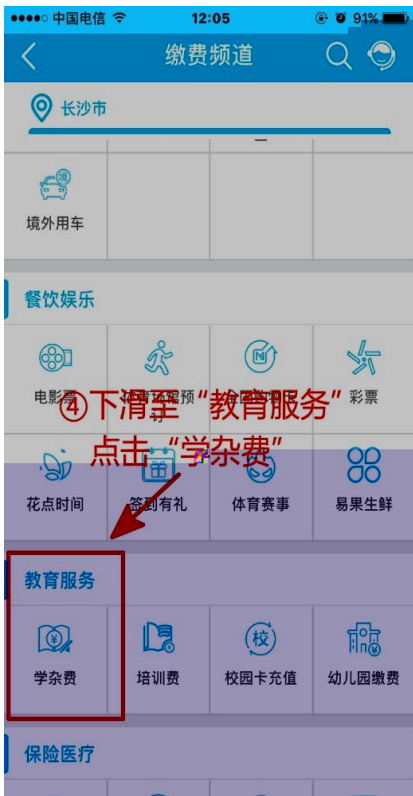 中国电信 12:05 91%
缴费频道
长沙市
境外用车
餐饮娱乐
电影票 彩票
④下滑至“教育服务”
点击“学杂费”
花点时间 签到有礼 体育赛事 易果生鲜
教育服务
学杂费 培训费 校园卡充值 幼儿园缴费
保险医疗